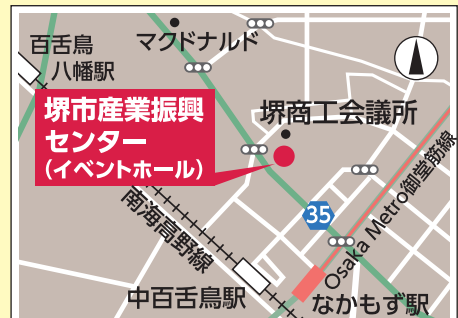 マクドナルド
百舌鳥
八幡駅
堺市産業振興
センター
(イベントホール)
堺商工会議所
35
南海高野線
Osaka Metro御堂筋線
中百舌鳥駅
なかもず駅